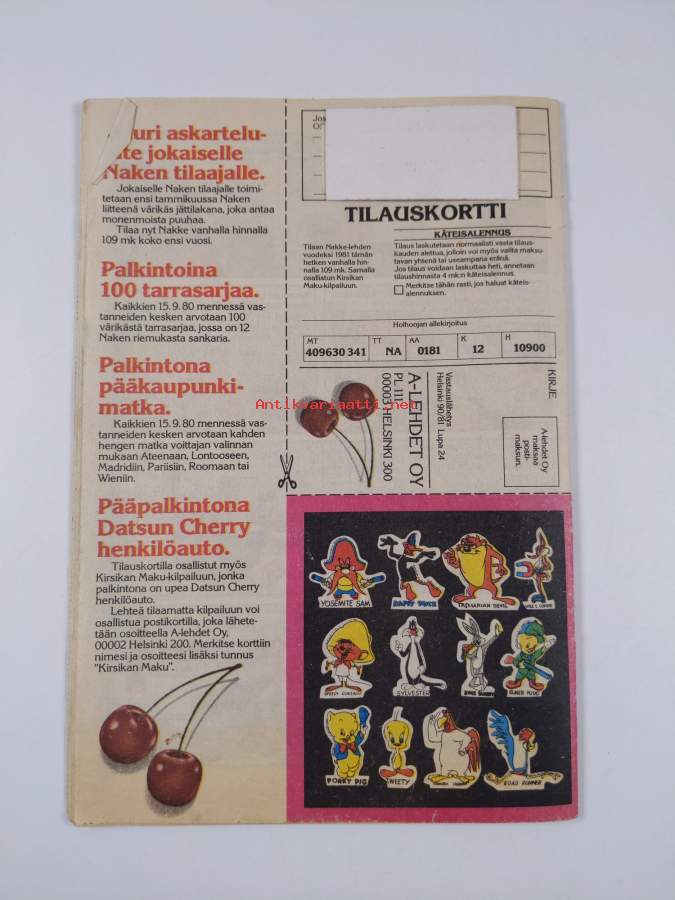 uri askartelu-
jokaiselle
Naken tilaajalle.
Jokaiselle Naken tilaajalle toimi-
tetaan ensi tammikuussa Naken
liitteenä värikäs jättilakana, joka antaa
monenmoista puuhaa.
Tilaa nyt Nakke vanhalla hinnalla
109 mk koko ensi vuosi.
Palkintoina
100 tarrasarjaa.
Kaikkien 15.9.80 mennessä vas-
tanneiden kesken arvotaan 100
värikästä tarrasarjaa, jossa on 12
Naken riemukasta sankaria.
Palkintona
pääkaupunki-
matka.
Kaikkien 15.9.80 mennessä vas-
tanneiden kesken arvotaan kahden
hengen matka voittajan valinnan
mukaan Ateenaan, Lontooseen,
Madridiin, Pariisiin, Roomaan tai
Wieniin.
Pääpalkintona
Datsun Cherry
henkilöauto.
Tilauskortilla osallistut myös
Kirsikan Maku-kilpailuun, jonka
palkintona on upea Datsun Cherry
henkilöauto.
Lehteä tilaamatta kilpailuun voi
osallistua postikortilla, joka lähete-
tään osoitteella A-lehdet Oy,
00002 Helsinki 200. Merkitse korttiin
nimesi ja osoitteesi lisäksi tunnus
"Kirsikan Maku".
TILAUSKORTTI
Tilaan Nakke-lehden
vuodeksi 1981 tämän
hetken vanhalla hin-
nalla 109 mk. Samalla
osallistun Kirsikan
Maku-kilpailuun.
KÄTEISALENNUS
Tilaus laskutetaan normaalisti vasta tilaus-
kauden alettua, jolloin voi myös valita maksu-
tavan yhtenä tai useampana eränä.
Jos tilaus voidaan laskuttaa heti, annetaan
tilaushinnasta 4 mk:n käteisalennus.
Merkitse tähän rasti, jos haluat käteis-
alennuksen.
Holhoojan allekirjoitus
MT TT AA K H
409630 341 NA 0181 12 10900
KIRJE
A-lehdet Oy
maksaa
posti-
maksun.
Vastauslähetys
Helsinki 90/81 Lupa 24
A-LEHDET OY
PL 111
00003 HELSINKI 300
Antikvariaatti.net
YOSEMITE SAM
DAFFY DUCK
TASMANIAN DEVIL
SPEEDY GONZALES
SYLVESTER
BUGS BUNNY
ELMER FUDD
PORKY PIG
TWEETY
ROAD RUNNER